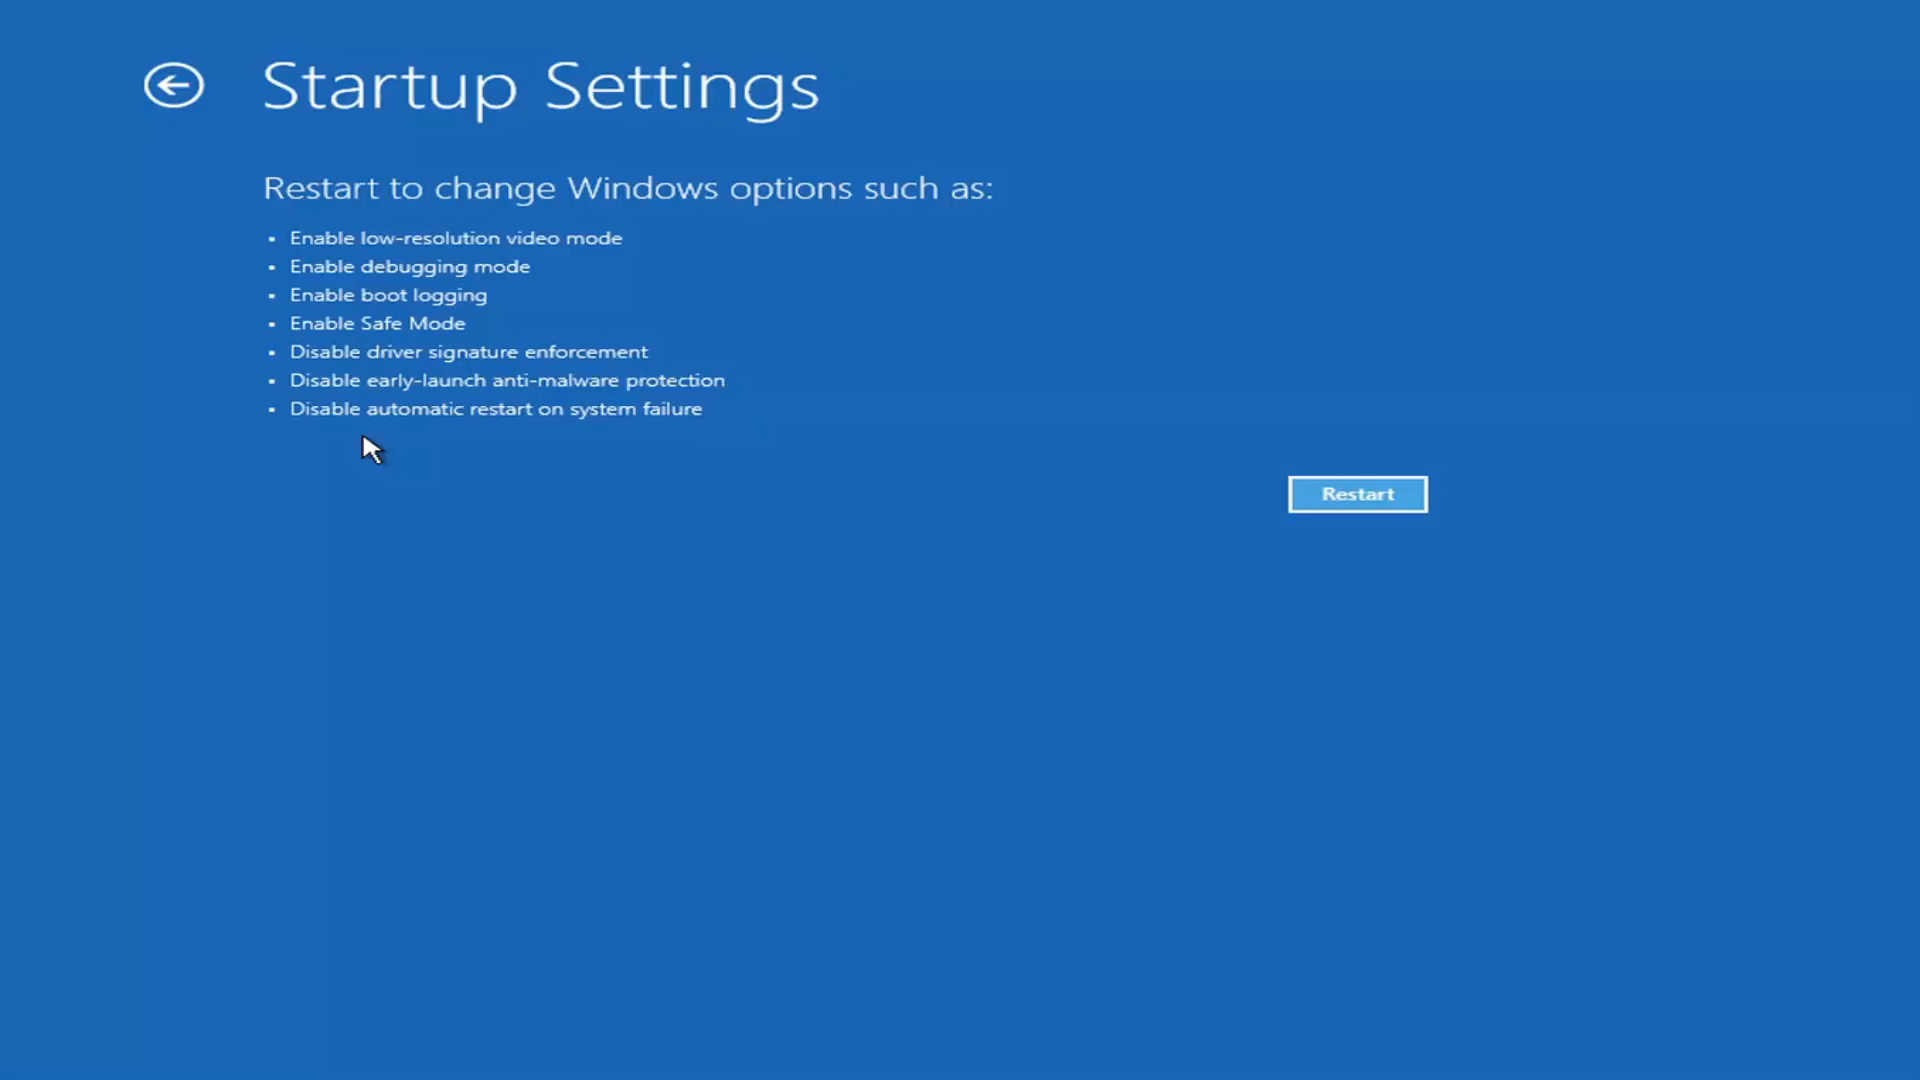 Startup Settings
Restart to change Windows options such as:
• Enable low-resolution video mode
• Enable debugging mode
• Enable boot logging
• Enable Safe Mode
• Disable driver signature enforcement
• Disable early-launch anti-malware protection
• Disable automatic restart on system failure
Restart